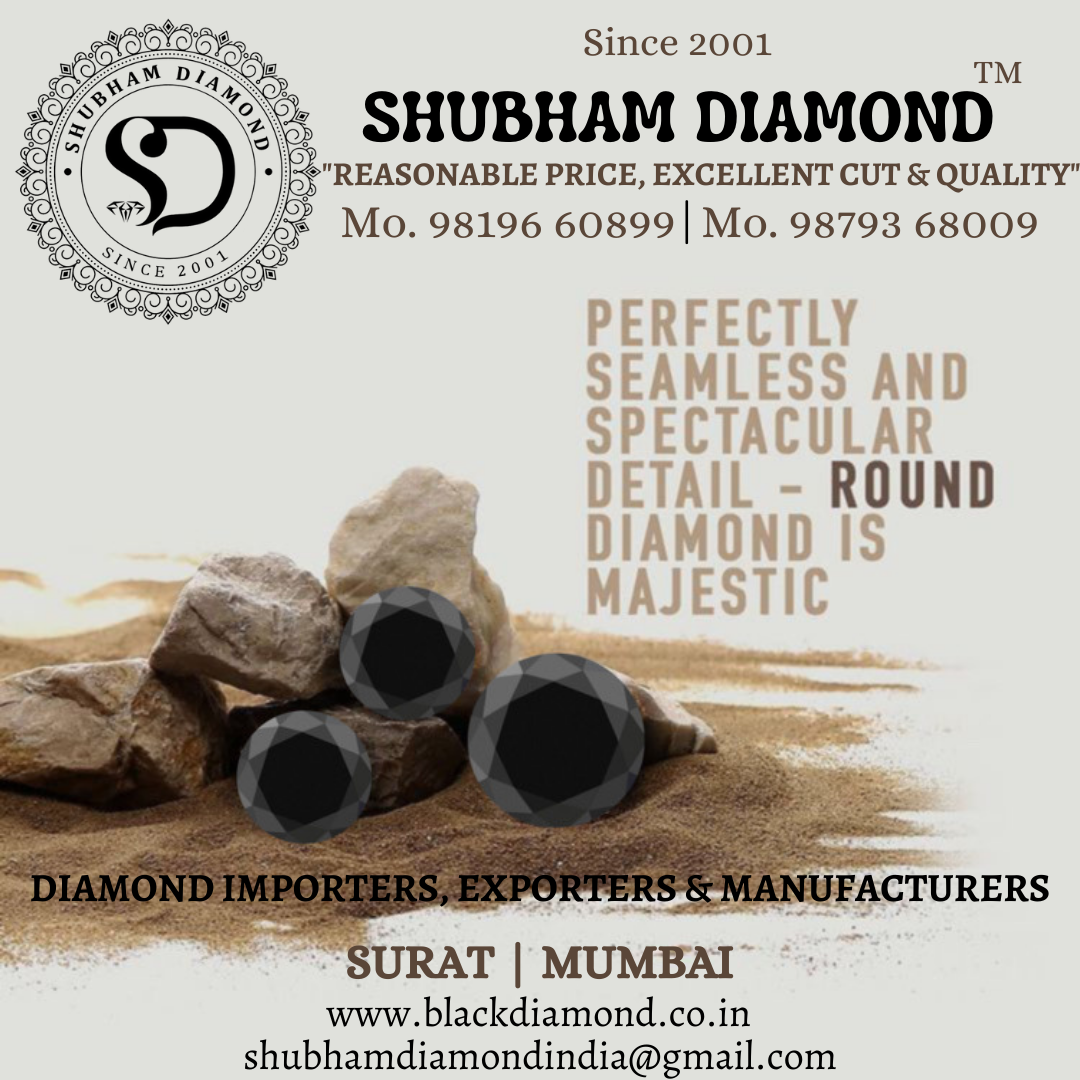 SHUBHAM DIAMOND
SD
SINCE 2001
Since 2001
TM
SHUBHAM DIAMOND
"REASONABLE PRICE, EXCELLENT CUT & QUALITY"
Mo. 98196 60899 | Mo. 98793 68009
PERFECTLY
SEAMLESS AND
SPECTACULAR
DETAIL - ROUND
DIAMOND IS
MAJESTIC
DIAMOND IMPORTERS, EXPORTERS & MANUFACTURERS
SURAT | MUMBAI
www.blackdiamond.co.in
shubhamdiamondindia@gmail.com